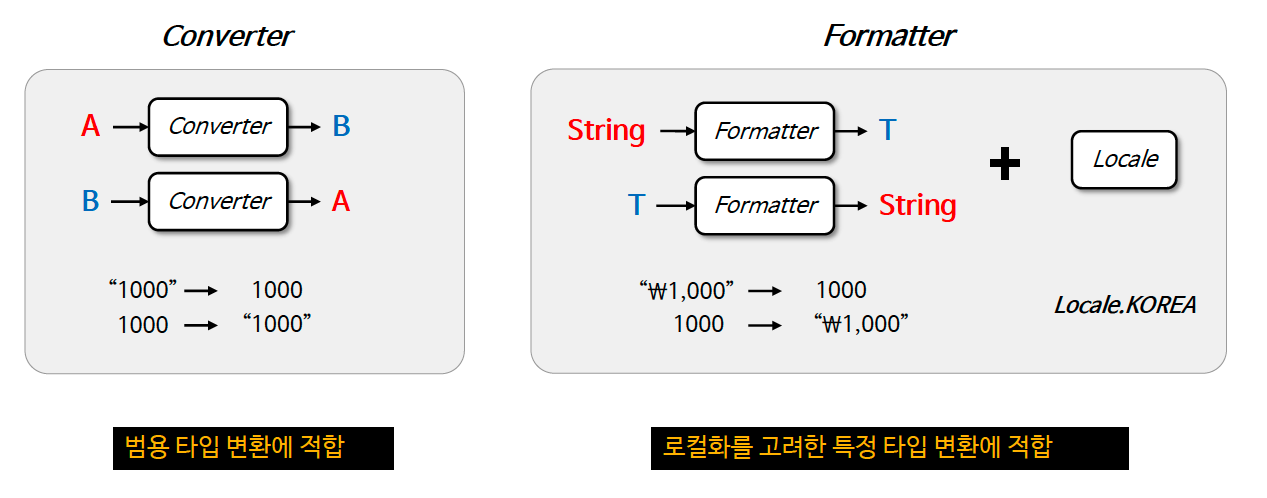 Converter
A Converter B
B Converter A
“1000” 1000
1000 “1000”
범용 타입 변환에 적합
Formatter
String Formatter T
T Formatter String
Locale
“₩1,000” 1000
1000 “₩1,000”
Locale.KOREA
로컬화를 고려한 특정 타입 변환에 적합